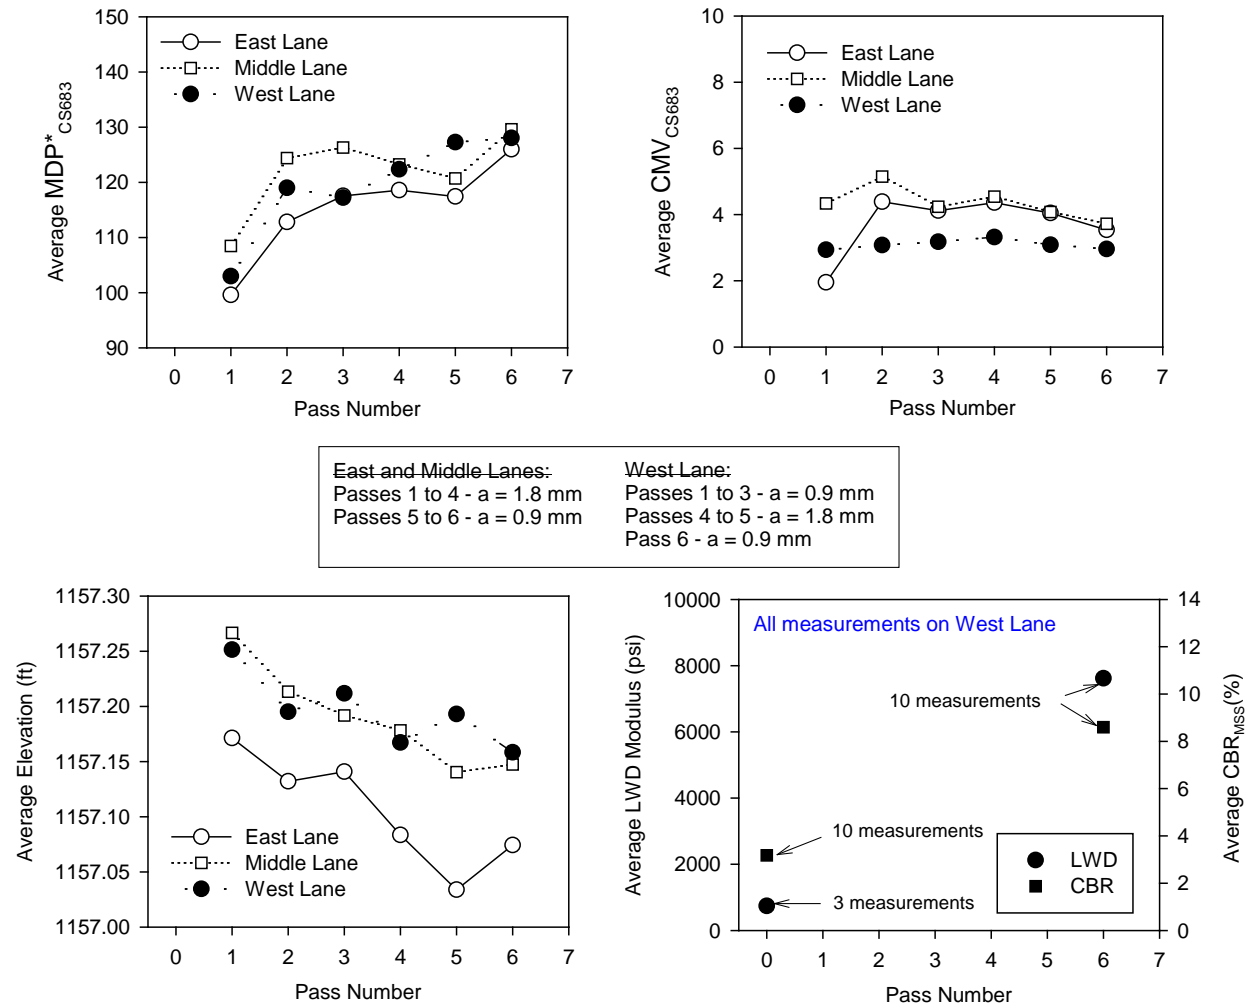 150
140
130
120
110
100
90
Average MDP*CS683
East Lane
Middle Lane
West Lane
0 1 2 3 4 5 6 7
Pass Number
10
8
6
4
2
0
Average CMVCS683
East Lane
Middle Lane
West Lane
0 1 2 3 4 5 6 7
Pass Number
East and Middle Lanes:
Passes 1 to 4 - a = 1.8 mm
Passes 5 to 6 - a = 0.9 mm
West Lane:
Passes 1 to 3 - a = 0.9 mm
Passes 4 to 5 - a = 1.8 mm
Pass 6 - a = 0.9 mm
1157.30
1157.25
1157.20
1157.15
1157.10
1157.05
1157.00
Average Elevation (ft)
East Lane
Middle Lane
West Lane
0 1 2 3 4 5 6 7
Pass Number
10000
8000
6000
4000
2000
0
Average LWD Modulus (psi)
All measurements on West Lane
10 measurements
10 measurements
3 measurements
LWD
CBR
14
12
10
8
6
4
2
0
Average CBRMSS(%)
0 1 2 3 4 5 6 7
Pass Number